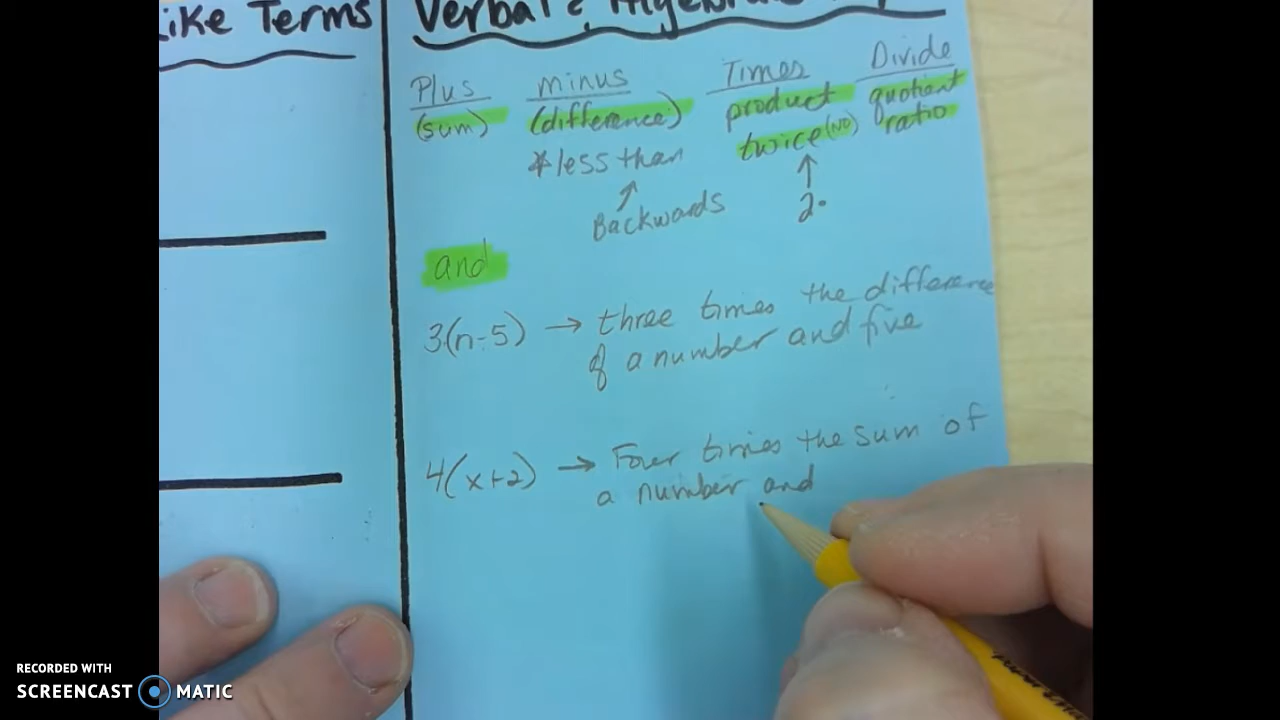 Like Terms
Verbal & Algebraic
Plus
(sum)
minus
(difference)
*less than
Backwards
Times
product
twice (NO)
2·
Divide
quotient
ratio
and
3(n-5) → three times the difference
of a number and five
4(x+2) → Four times the sum of
a number and
RECORDED WITH
SCREENCAST MATIC